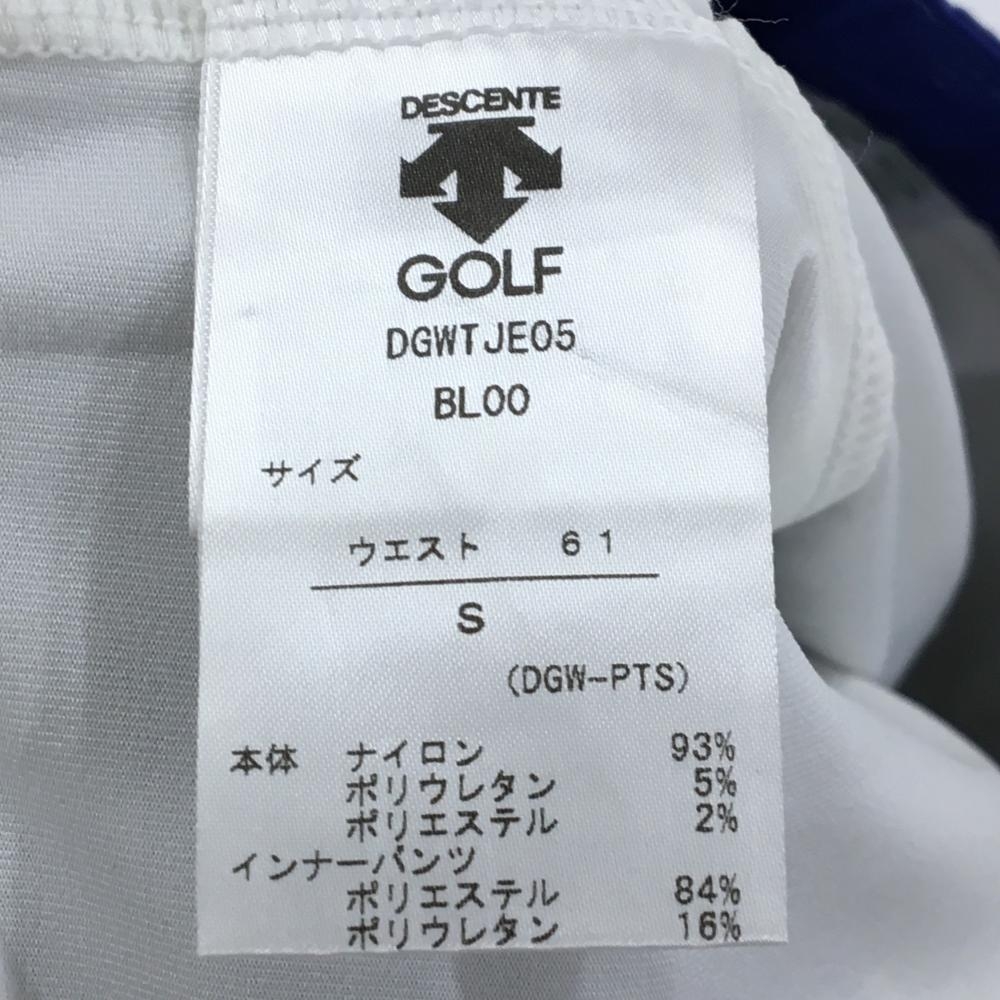 DESCENTE
GOLF
DGWTJE05
BL00
サイズ
ウエスト 61
S
(DGW-PTS)
本体 ナイロン 93%
ポリウレタン 5%
ポリエステル 2%
インナーパンツ
ポリエステル 84%
ポリウレタン 16%